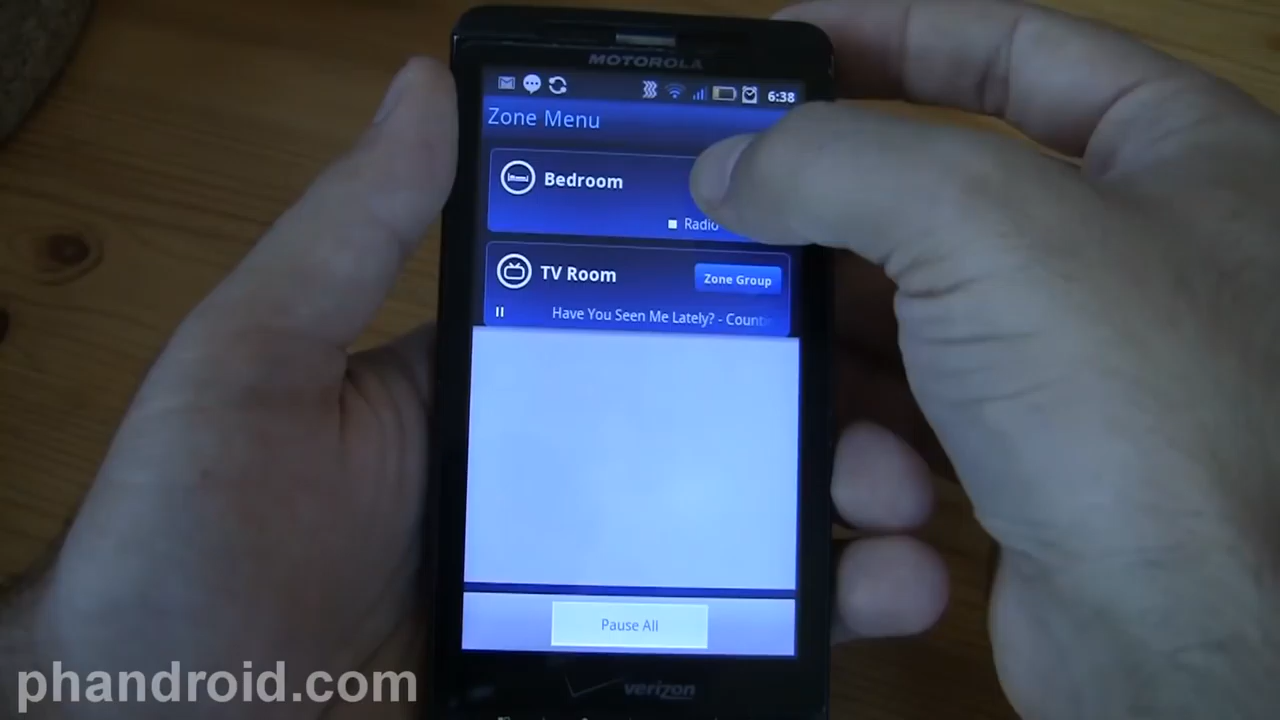 MOTOROLA
6:38
Zone Menu
Bedroom
Radio
TV Room
Zone Group
Have You Seen Me Lately? - Counti
Pause All
verizon
phandroid.com